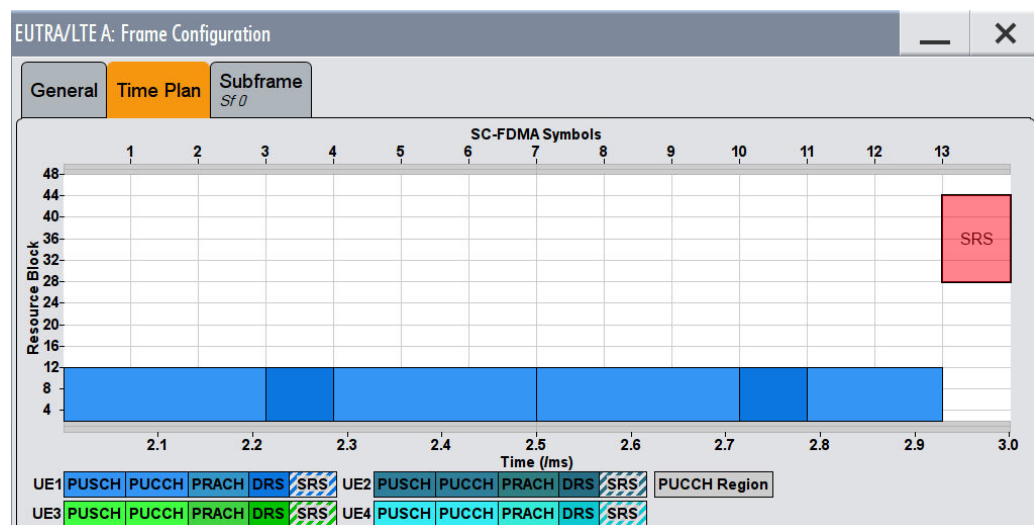 EUTRA/LTE A: Frame Configuration
General Time Plan Subframe
Sf 0
SC-FDMA Symbols
1 2 3 4 5 6 7 8 9 10 11 12 13
48
44
40
36 SRS
32
28
24
20
16
12
8
4
Resource Block
2.1 2.2 2.3 2.4 2.5 2.6 2.7 2.8 2.9 3.0
Time (/ms)
UE1 PUSCH PUCCH PRACH DRS SRS UE2 PUSCH PUCCH PRACH DRS SRS PUCCH Region
UE3 PUSCH PUCCH PRACH DRS SRS UE4 PUSCH PUCCH PRACH DRS SRS